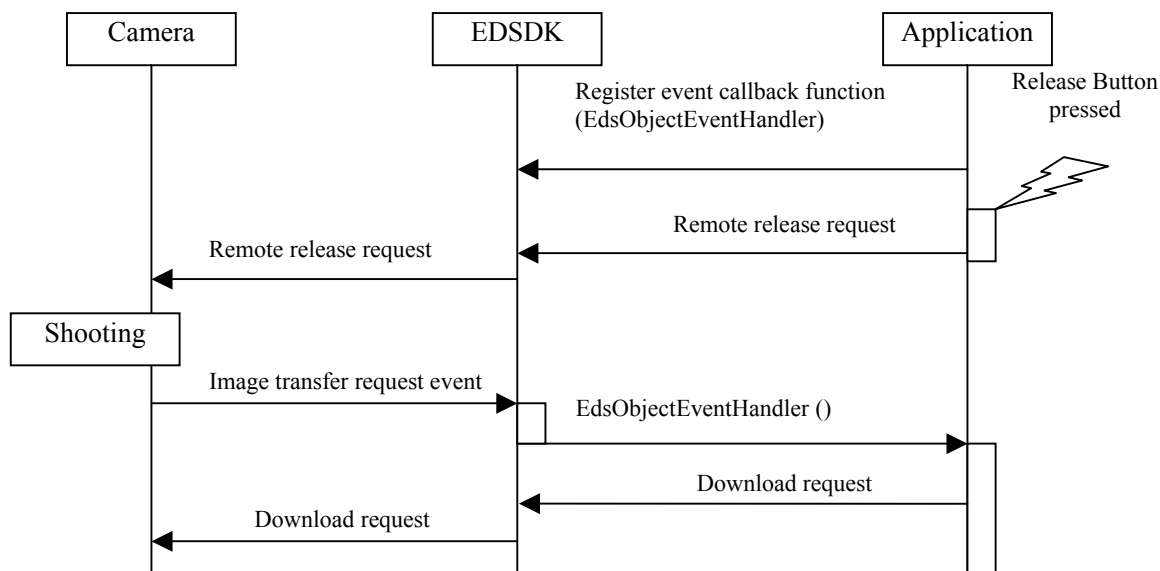 Camera
EDSDK
Application
Register event callback function
(EdsObjectEventHandler)
Release Button
pressed
Remote release request
Remote release request
Shooting
Image transfer request event
EdsObjectEventHandler ()
Download request
Download request